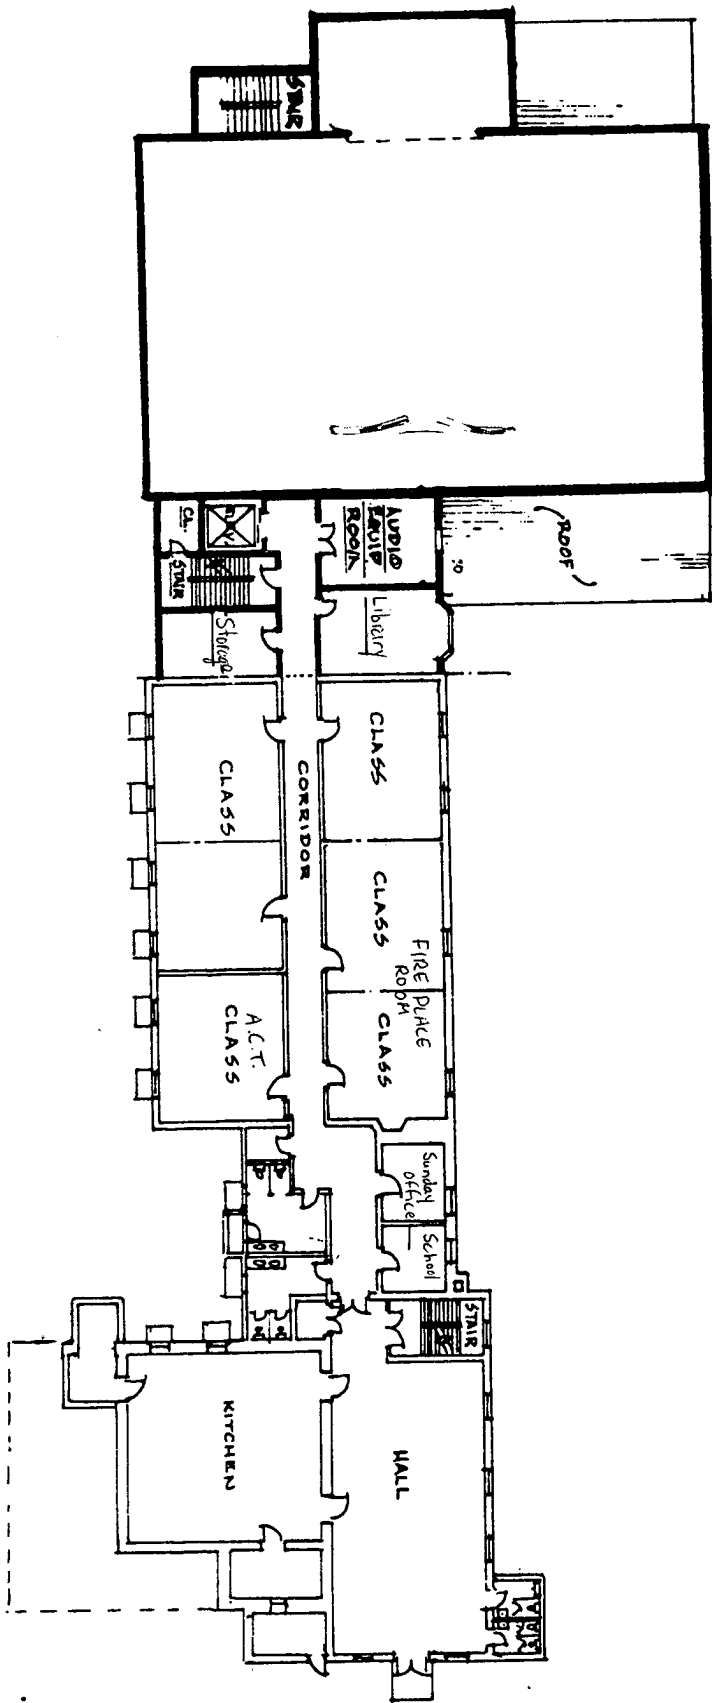 STAIR
CL.
STAIR
AUDIO
EQUIP
ROOM
ROOF
Storage
Library
CLASS
CORRIDOR
CLASS
CLASS
FIRE PLACE
ROOM
CLASS
A.C.T.
CLASS
Sunday
office
School
STAIR
KITCHEN
HALL